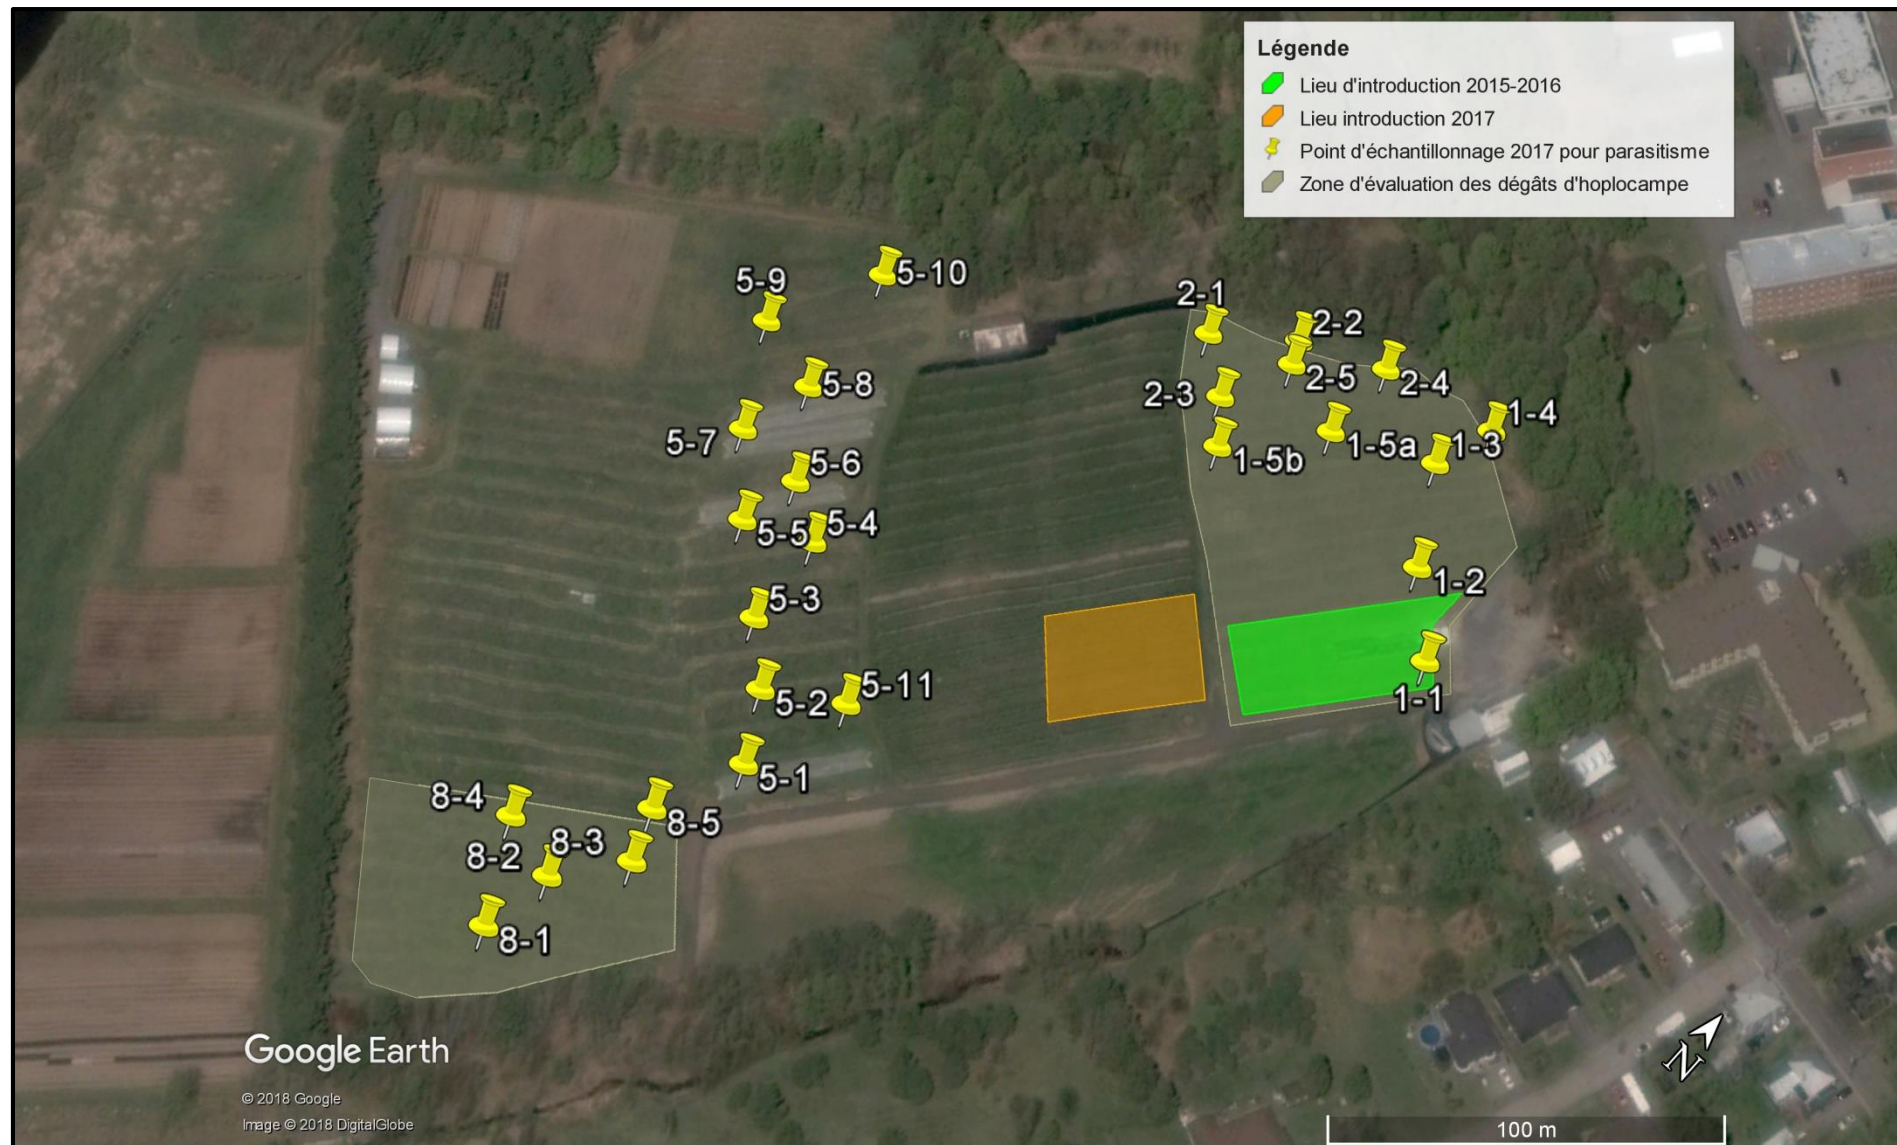 Légende
Lieu d'introduction 2015-2016
Lieu introduction 2017
Point d'échantillonnage 2017 pour parasitisme
Zone d'évaluation des dégâts d'hoplocampe
5-10
5-9
2-1
2-2
5-8
2-5
2-4
2-3
1-4
5-7
1-5a
1-3
5-6
1-5b
5-5
5-4
1-2
5-3
5-11
5-2
1-1
5-1
8-4
8-5
8-2
8-3
8-1
N
Google Earth
© 2018 Google
Image © 2018 DigitalGlobe
100 m